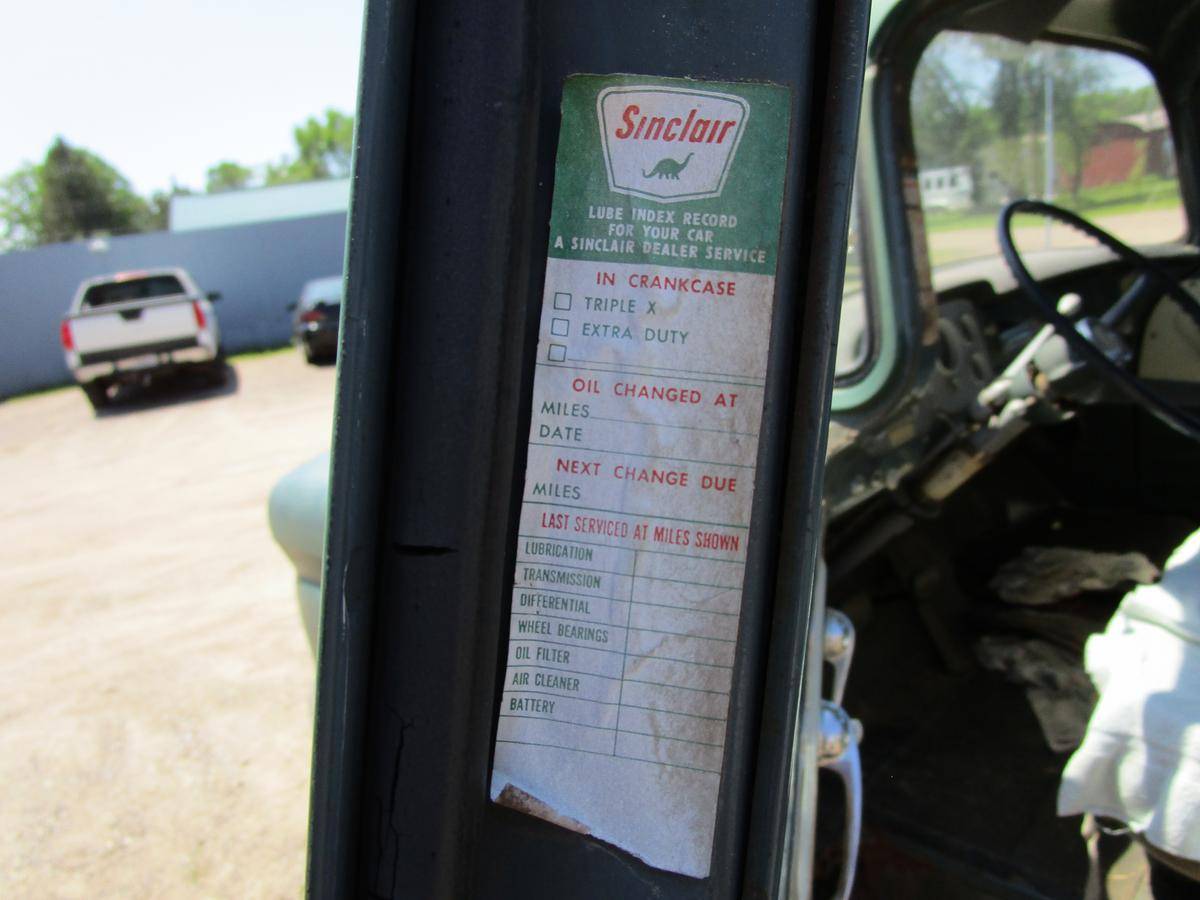 Sinclair
LUBE INDEX RECORD
FOR YOUR CAR
A SINCLAIR DEALER SERVICE
IN CRANKCASE
TRIPLE X
EXTRA DUTY
OIL CHANGED AT
MILES
DATE
NEXT CHANGE DUE
MILES
LAST SERVICED AT MILES SHOWN
LUBRICATION
TRANSMISSION
DIFFERENTIAL
WHEEL BEARINGS
OIL FILTER
AIR CLEANER
BATTERY